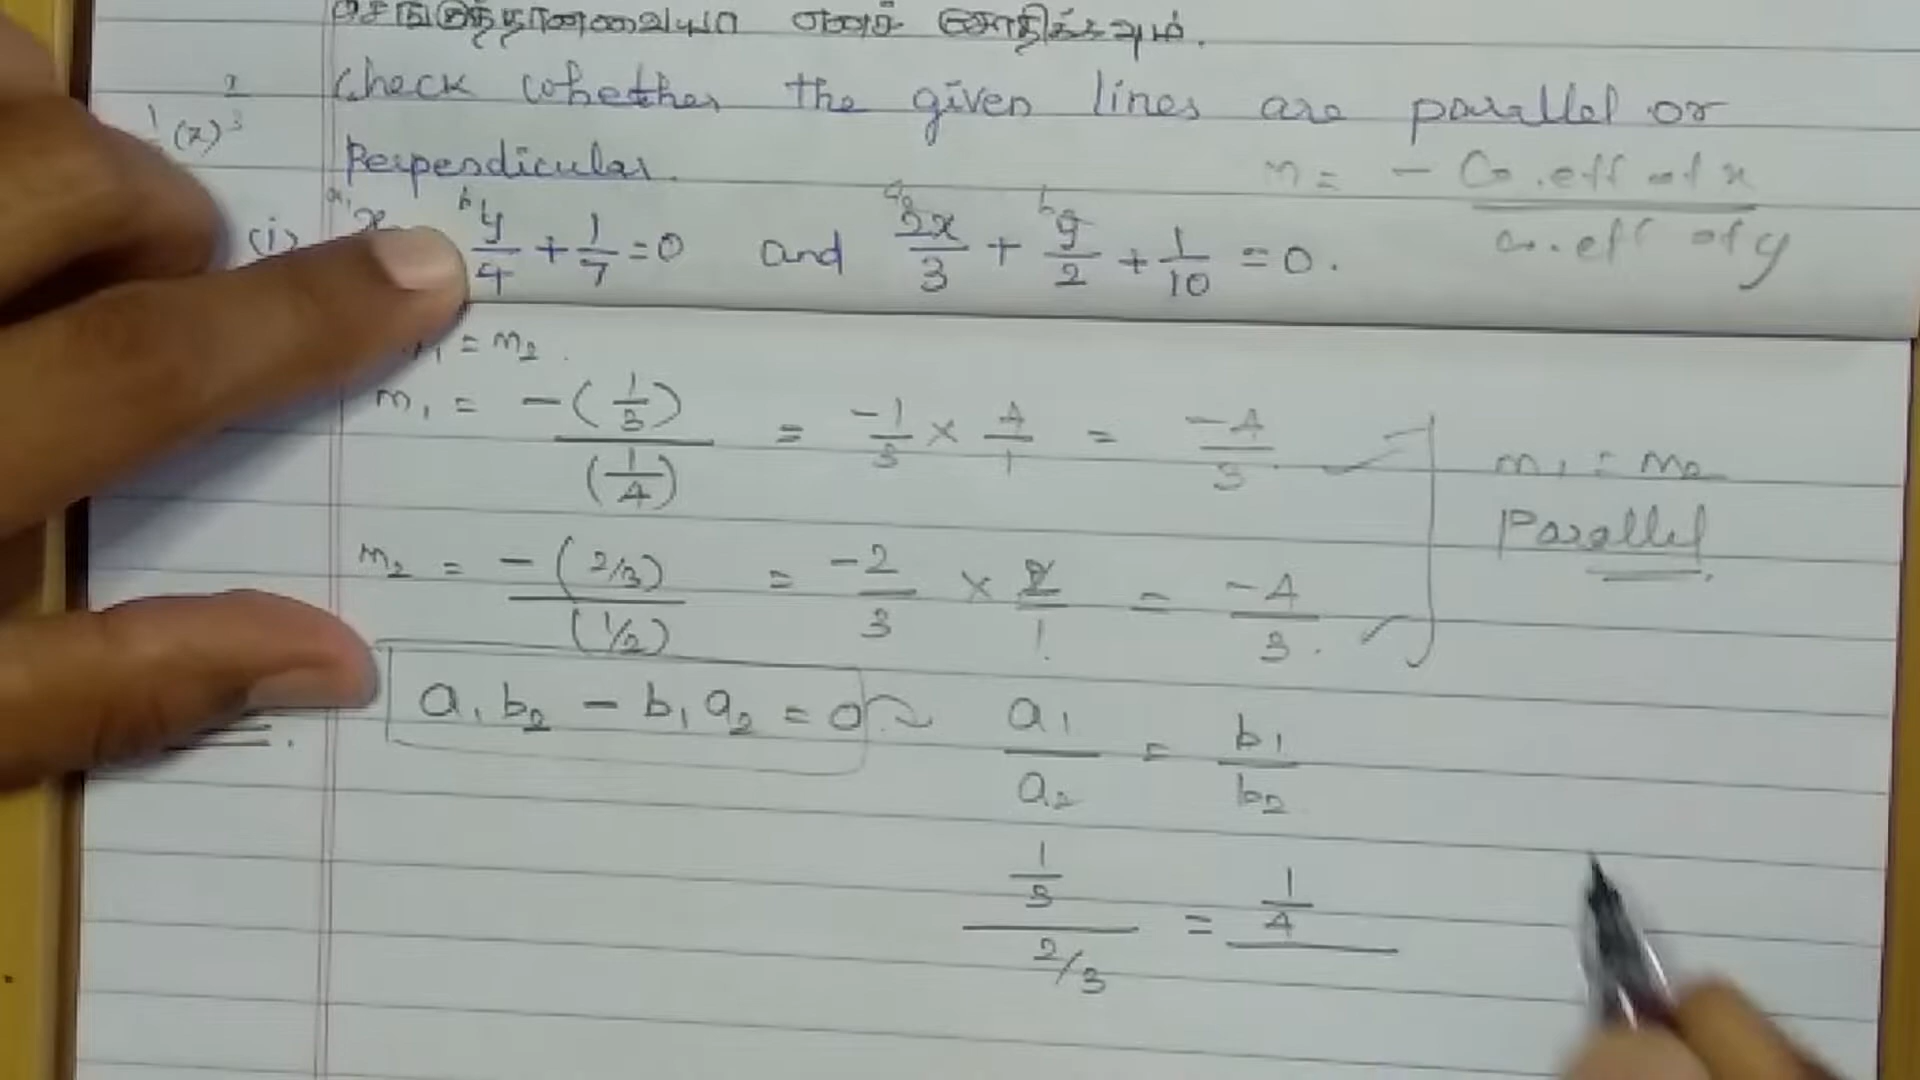 செங்குத்தானவையா எனச் சோதிக்கவும்.
Check whether the given lines are parallel or
Perpendicular.
m = - Co.eff of x / co.eff of y
(i) x y/4 + 1/7 = 0 and 2x/3 + y/2 + 1/10 = 0.
= m₂.
m₁ = -(1/3) / (1/4) = -1/3 × 4/1 = -4/3
m₁ = m₂
Parallel.
m₂ = -(2/3) / (1/2) = -2/3 × 2/1 = -4/3.
a₁b₂ - b₁a₂ = 0 a₁/a₂ = b₁/b₂
1/3 / 2/3 = 1/4